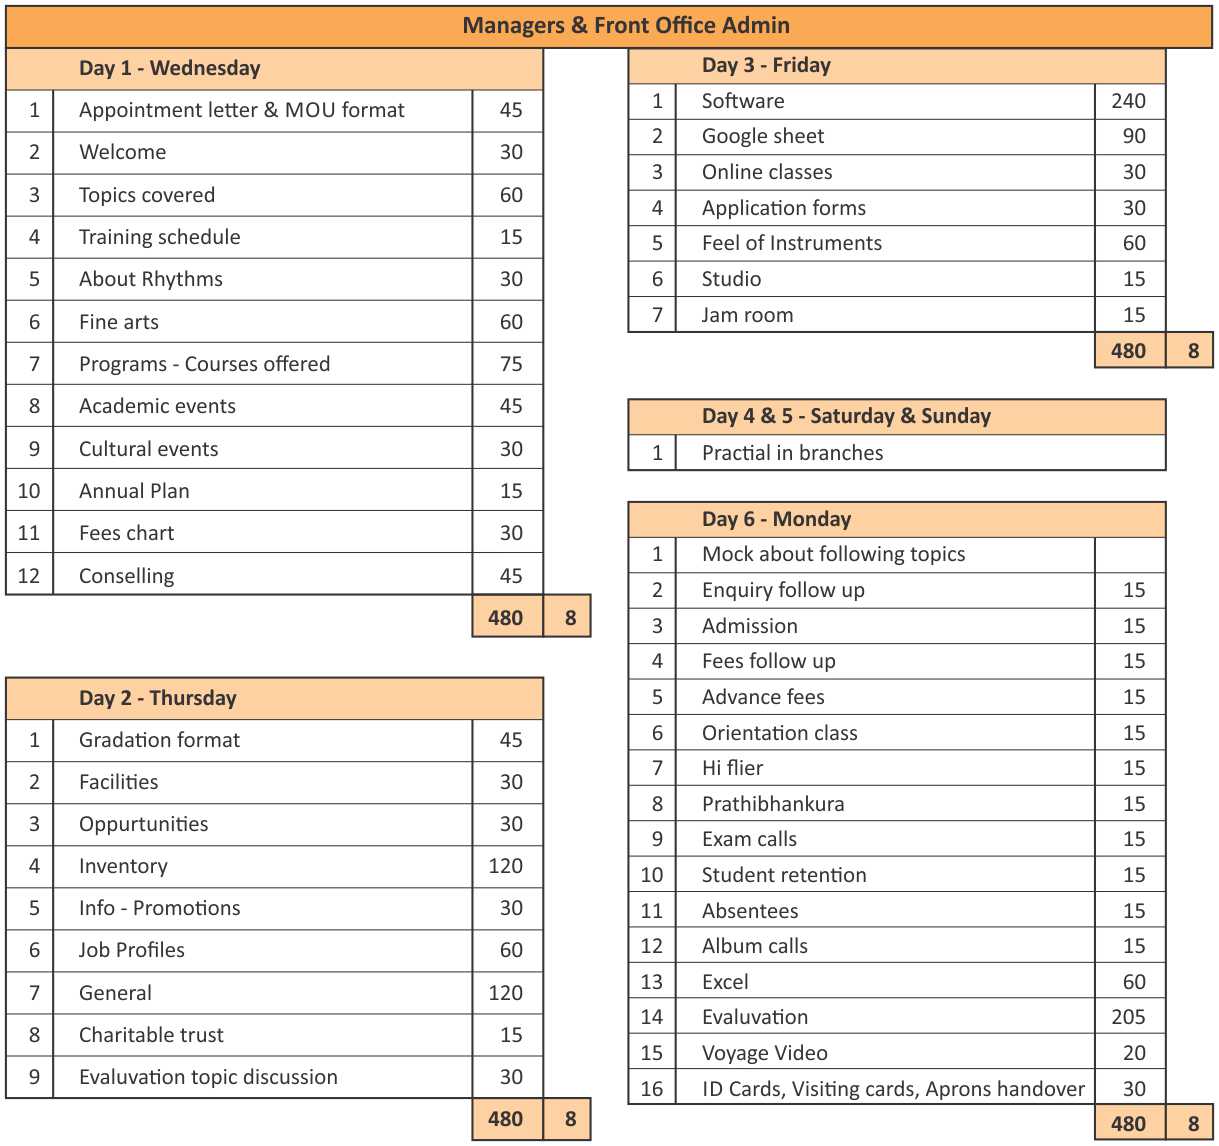 Managers & Front Office Admin
Day 1 - Wednesday
1 Appointment letter & MOU format 45
2 Welcome 30
3 Topics covered 60
4 Training schedule 15
5 About Rhythms 30
6 Fine arts 60
7 Programs - Courses offered 75
8 Academic events 45
9 Cultural events 30
10 Annual Plan 15
11 Fees chart 30
12 Conselling 45
480 8
Day 2 - Thursday
1 Gradation format 45
2 Facilities 30
3 Oppurtunities 30
4 Inventory 120
5 Info - Promotions 30
6 Job Profiles 60
7 General 120
8 Charitable trust 15
9 Evaluvation topic discussion 30
480 8
Day 3 - Friday
1 Software 240
2 Google sheet 90
3 Online classes 30
4 Application forms 30
5 Feel of Instruments 60
6 Studio 15
7 Jam room 15
480 8
Day 4 & 5 - Saturday & Sunday
1 Practial in branches
Day 6 - Monday
1 Mock about following topics
2 Enquiry follow up 15
3 Admission 15
4 Fees follow up 15
5 Advance fees 15
6 Orientation class 15
7 Hi flier 15
8 Prathibhankura 15
9 Exam calls 15
10 Student retention 15
11 Absentees 15
12 Album calls 15
13 Excel 60
14 Evaluvation 205
15 Voyage Video 20
16 ID Cards, Visiting cards, Aprons handover 30
480 8